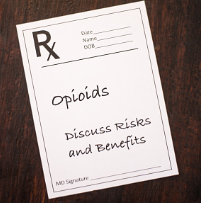 Rx
Date
Name
DOB
Opioids
Discuss Risks
and Benefits
MD Signature